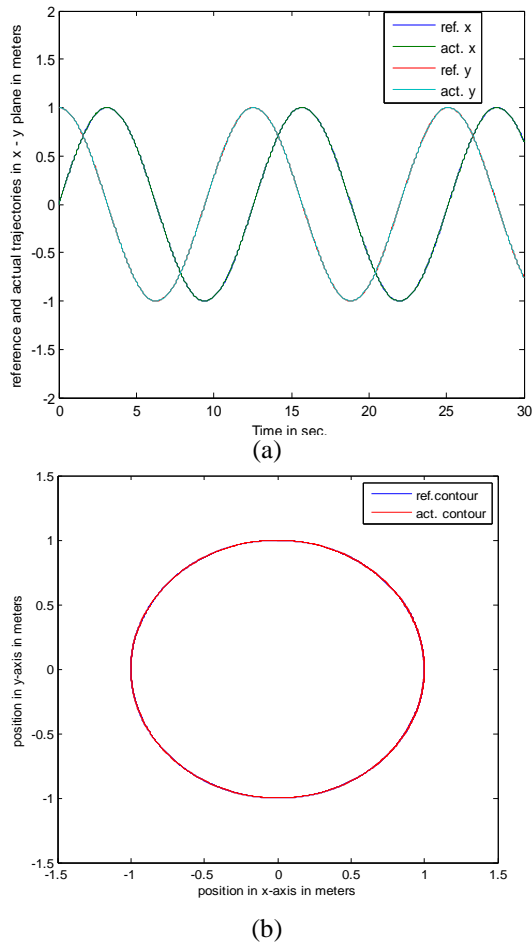 reference and actual trajectories in x - y plane in meters
2
1.5
1
0.5
0
-0.5
-1
-1.5
-2
ref. x
act. x
ref. y
act. y
0 5 10 15 20 25 30
Time in sec.
(a)
position in y-axis in meters
1.5
1
0.5
0
-0.5
-1
-1.5
ref.contour
act. contour
-1.5 -1 -0.5 0 0.5 1 1.5
position in x-axis in meters
(b)